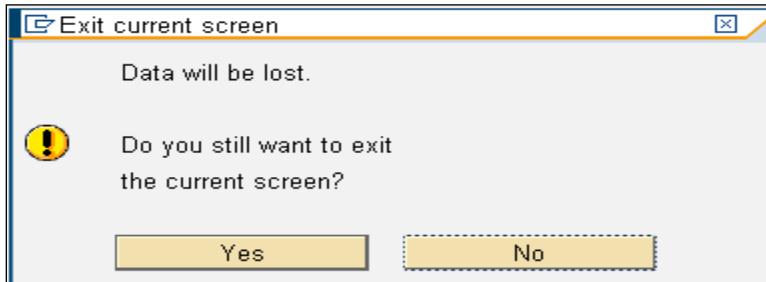 Exit current screen
Data will be lost.
Do you still want to exit
the current screen?
Yes
No